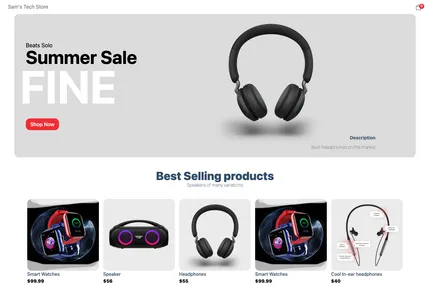 Sam's Tech Store
0
Beats Solo
Summer Sale
FINE
Shop Now
Description
Best headphones on the market
Best Selling products
Speakers of many variations
Smart Watches
$99.99
Speaker
$56
Headphones
$55
Smart Watches
$99.99
Cool In-ear headphones
$40